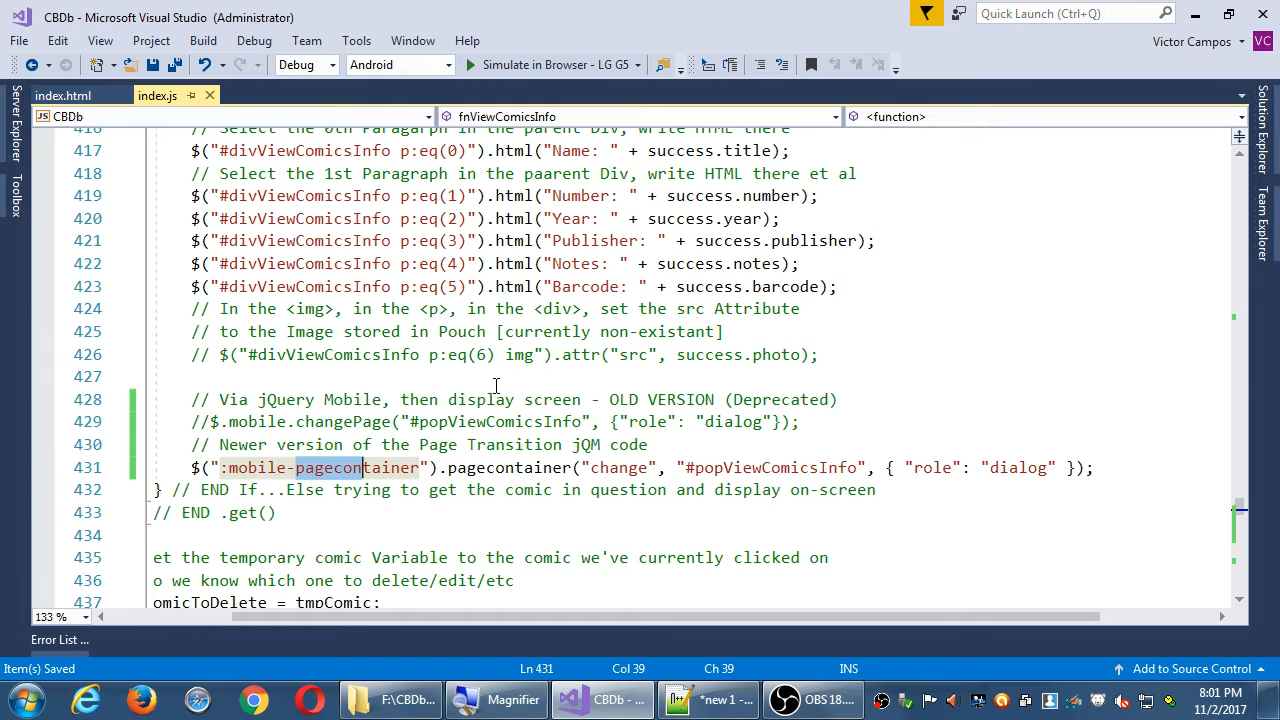 CBDb - Microsoft Visual Studio (Administrator)
Quick Launch (Ctrl+Q)
File Edit View Project Build Debug Team Tools Window Help
Victor Campos VC
Debug Android Simulate in Browser - LG G5
index.html index.js
CBDb fnViewComicsInfo <function>
Server Explorer
Toolbox
Solution Explorer
Team Explorer
416 // Select the 0th Paragarph in the parent Div, write HTML there
417 $("#divViewComicsInfo p:eq(0)").html("Name: " + success.title);
418 // Select the 1st Paragraph in the paarent Div, write HTML there et al
419 $("#divViewComicsInfo p:eq(1)").html("Number: " + success.number);
420 $("#divViewComicsInfo p:eq(2)").html("Year: " + success.year);
421 $("#divViewComicsInfo p:eq(3)").html("Publisher: " + success.publisher);
422 $("#divViewComicsInfo p:eq(4)").html("Notes: " + success.notes);
423 $("#divViewComicsInfo p:eq(5)").html("Barcode: " + success.barcode);
424 // In the <img>, in the <p>, in the <div>, set the src Attribute
425 // to the Image stored in Pouch [currently non-existant]
426 // $("#divViewComicsInfo p:eq(6) img").attr("src", success.photo);
427
428 // Via jQuery Mobile, then display screen - OLD VERSION (Deprecated)
429 //$.mobile.changePage("#popViewComicsInfo", {"role": "dialog"});
430 // Newer version of the Page Transition jQM code
431 $(":mobile-pagecontainer").pagecontainer("change", "#popViewComicsInfo", { "role": "dialog" });
432 } // END If...Else trying to get the comic in question and display on-screen
433 // END .get()
434
435 et the temporary comic Variable to the comic we've currently clicked on
436 o we know which one to delete/edit/etc
437 omicToDelete = tmpComic;
133 %
Error List ...
Item(s) Saved Ln 431 Col 39 Ch 39 INS Add to Source Control
F:\CBDb... Magnifier CBDb - ... *new 1 - ... OBS 18.... 8:01 PM
11/2/2017